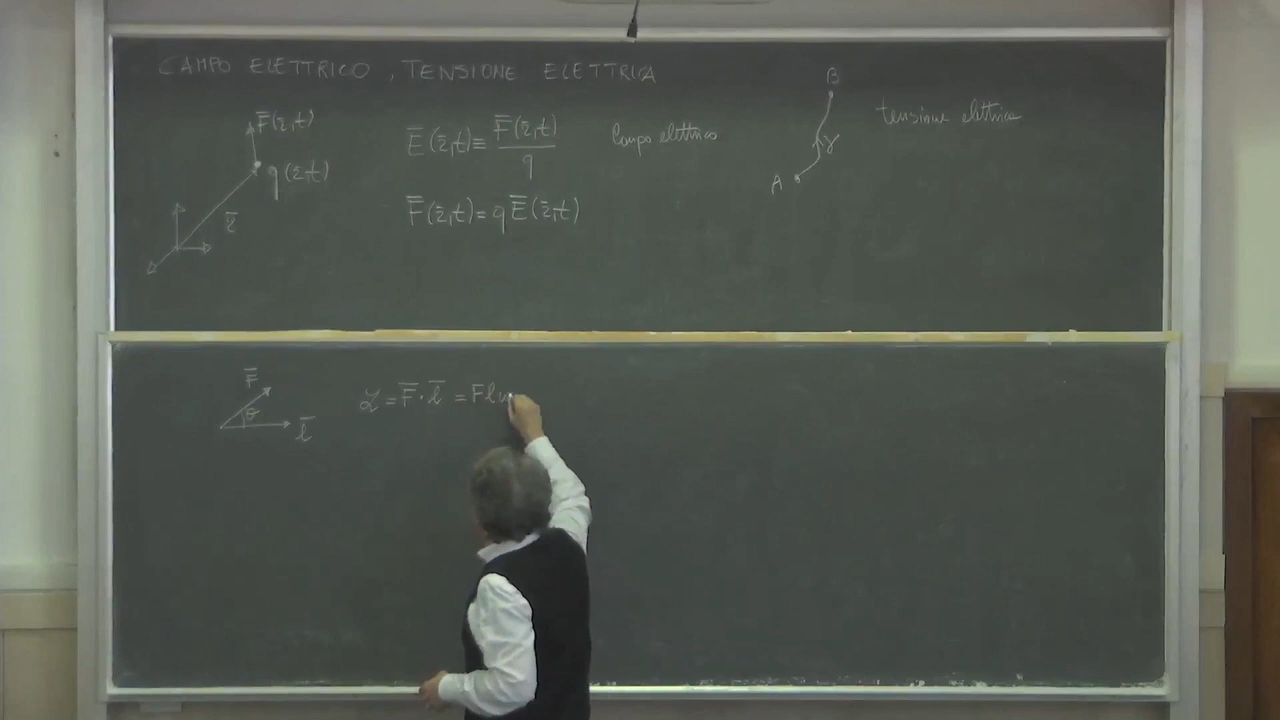 CAMPO ELETTRICO, TENSIONE ELETTRICA
F̅(r̅,t)
q(r̅,t)
r̅
E̅(r̅,t) ≡ F̅(r̅,t) / q
Campo elettrico
F̅(r̅,t) = q E̅(r̅,t)
B
γ
A
tensione elettrica
F̅
θ
l̅
ℒ = F̅ · l̅ = F l